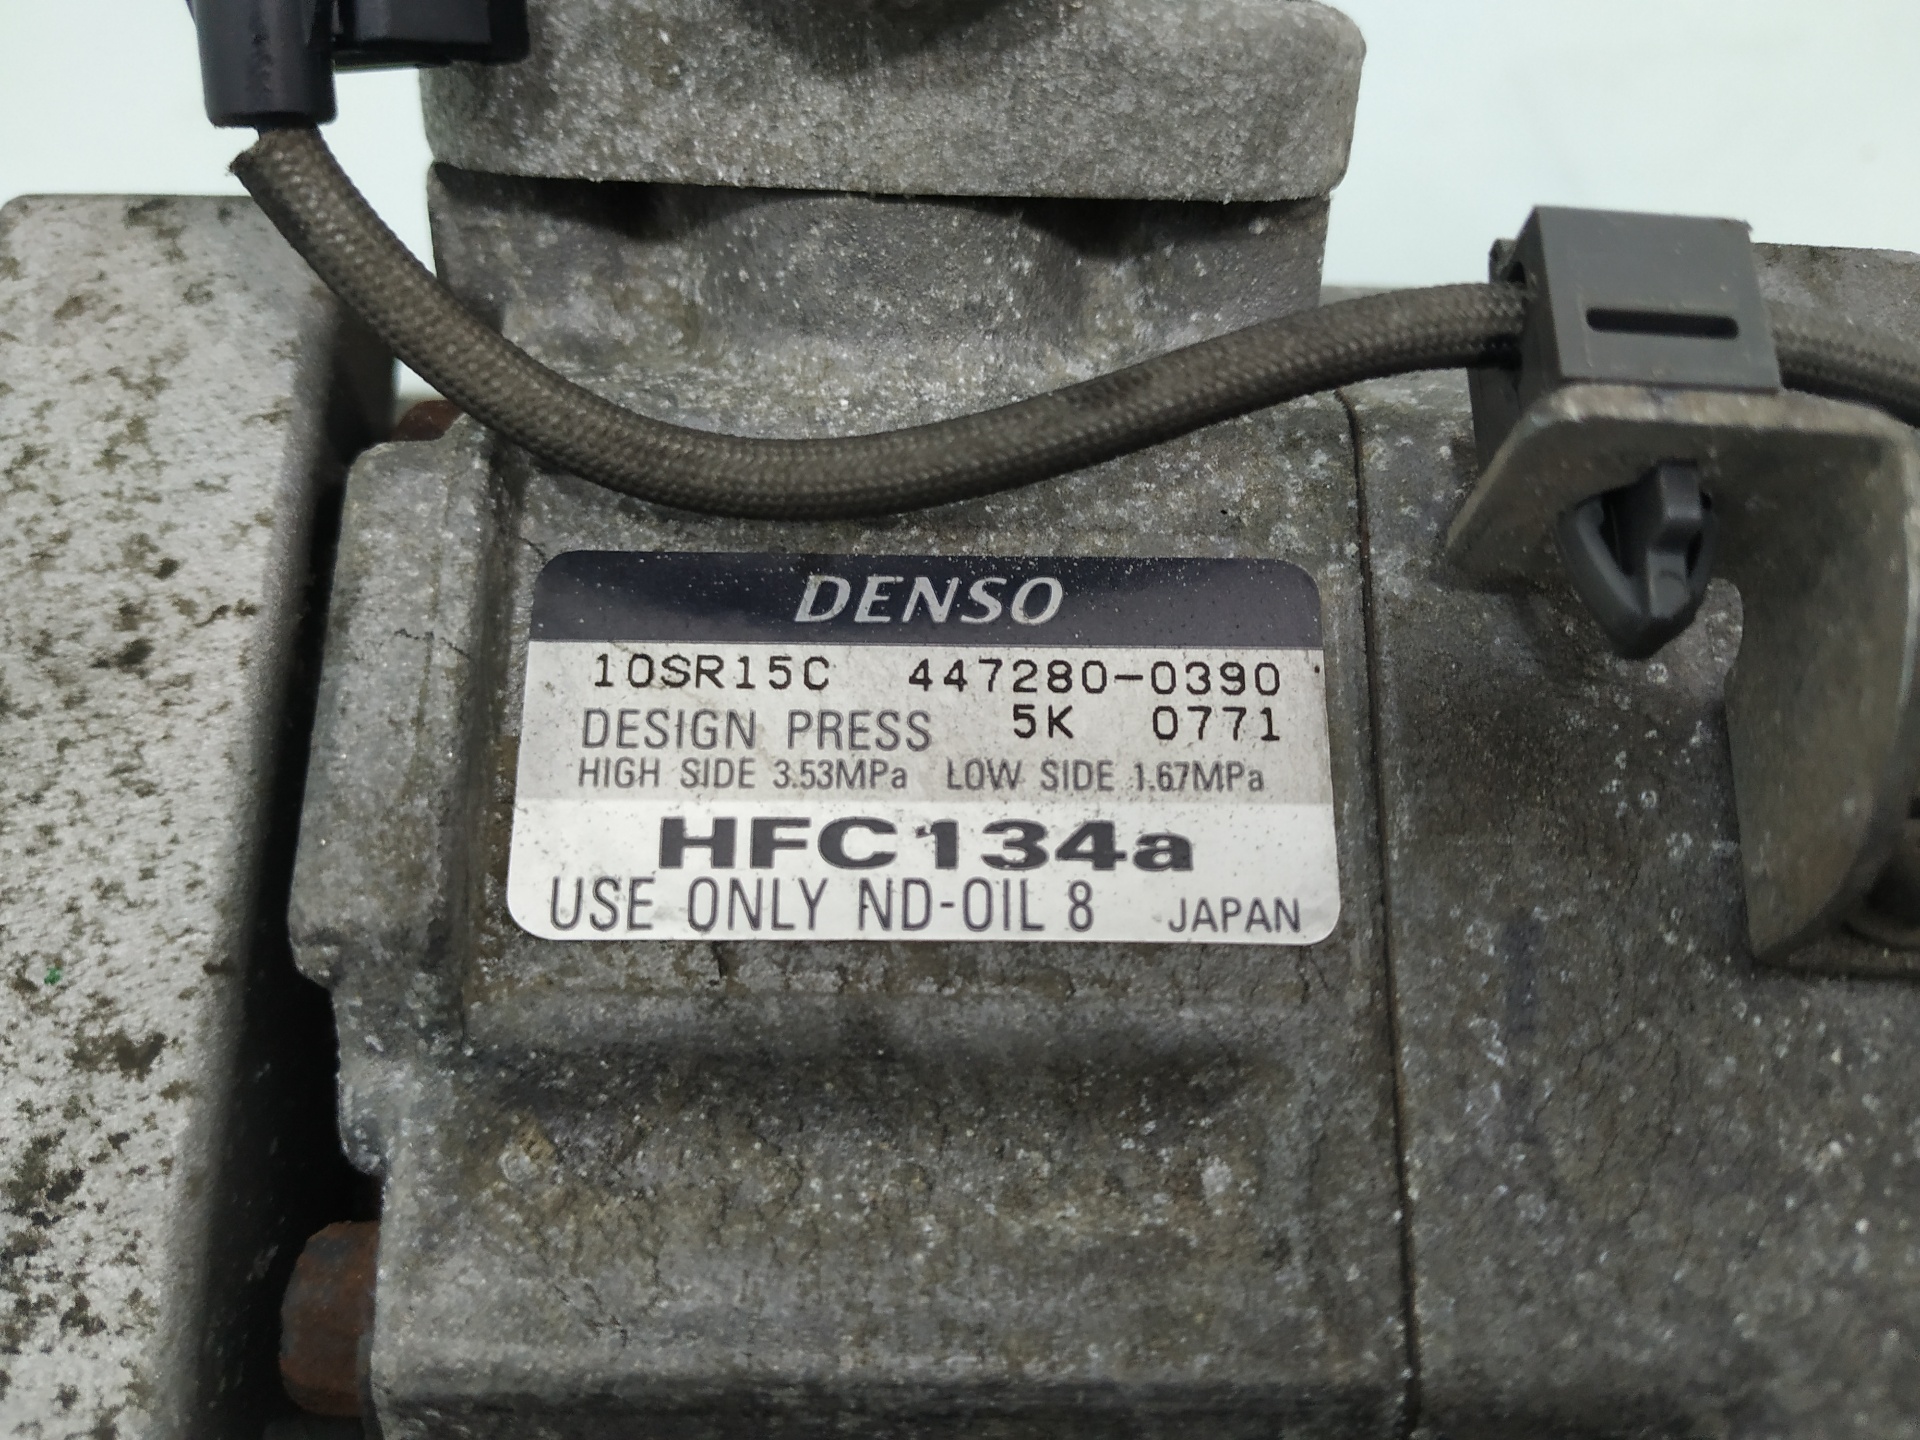 DENSO
10SR15C 447280-0390
DESIGN PRESS 5K 0771
HIGH SIDE 3.53MPa LOW SIDE 1.67MPa
HFC134a
USE ONLY ND-OIL 8 JAPAN